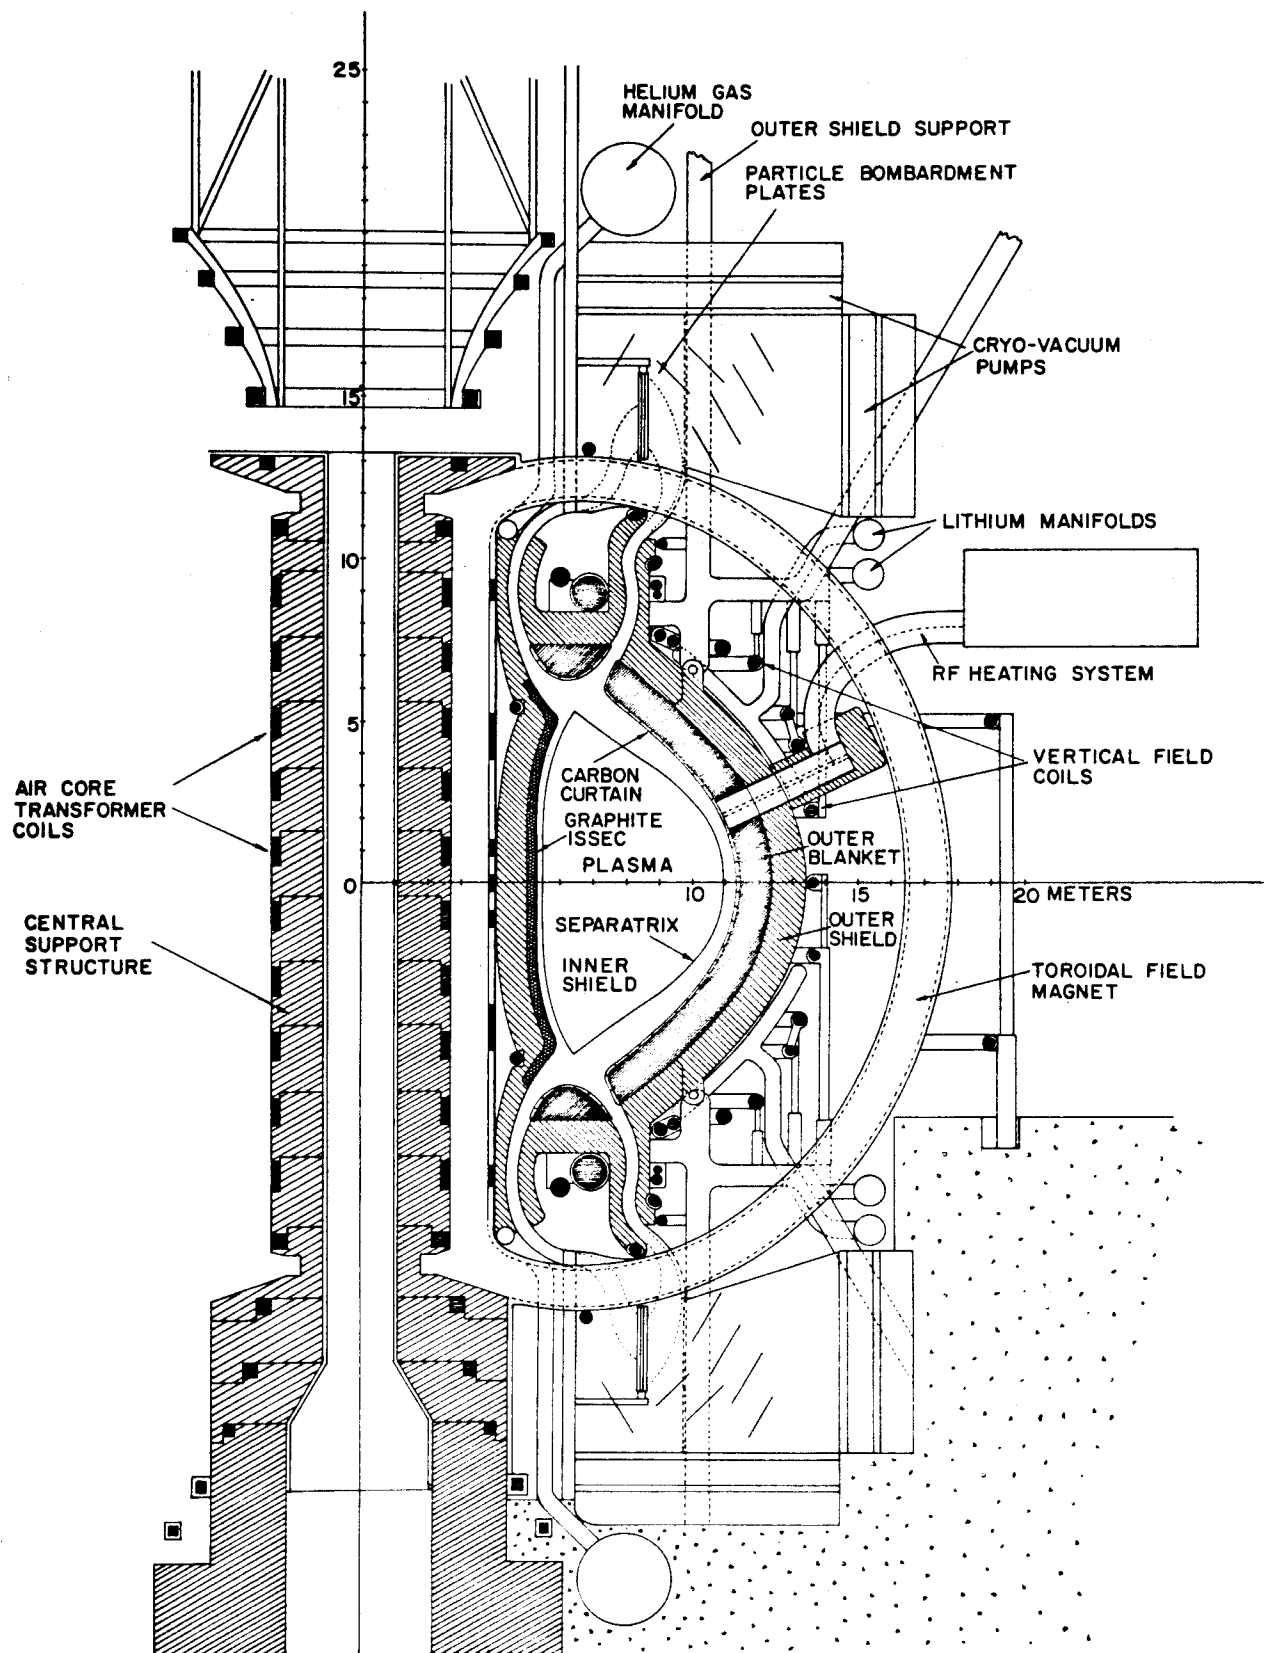 25
HELIUM GAS
MANIFOLD
OUTER SHIELD SUPPORT
PARTICLE BOMBARDMENT
PLATES
CRYO-VACUUM
PUMPS
15
LITHIUM MANIFOLDS
10
RF HEATING SYSTEM
5
VERTICAL FIELD
COILS
AIR CORE
TRANSFORMER
COILS
CARBON
CURTAIN
GRAPHITE
ISSEC
PLASMA
OUTER
BLANKET
0
10
15
20 METERS
CENTRAL
SUPPORT
STRUCTURE
SEPARATRIX
INNER
SHIELD
OUTER
SHIELD
TOROIDAL FIELD
MAGNET